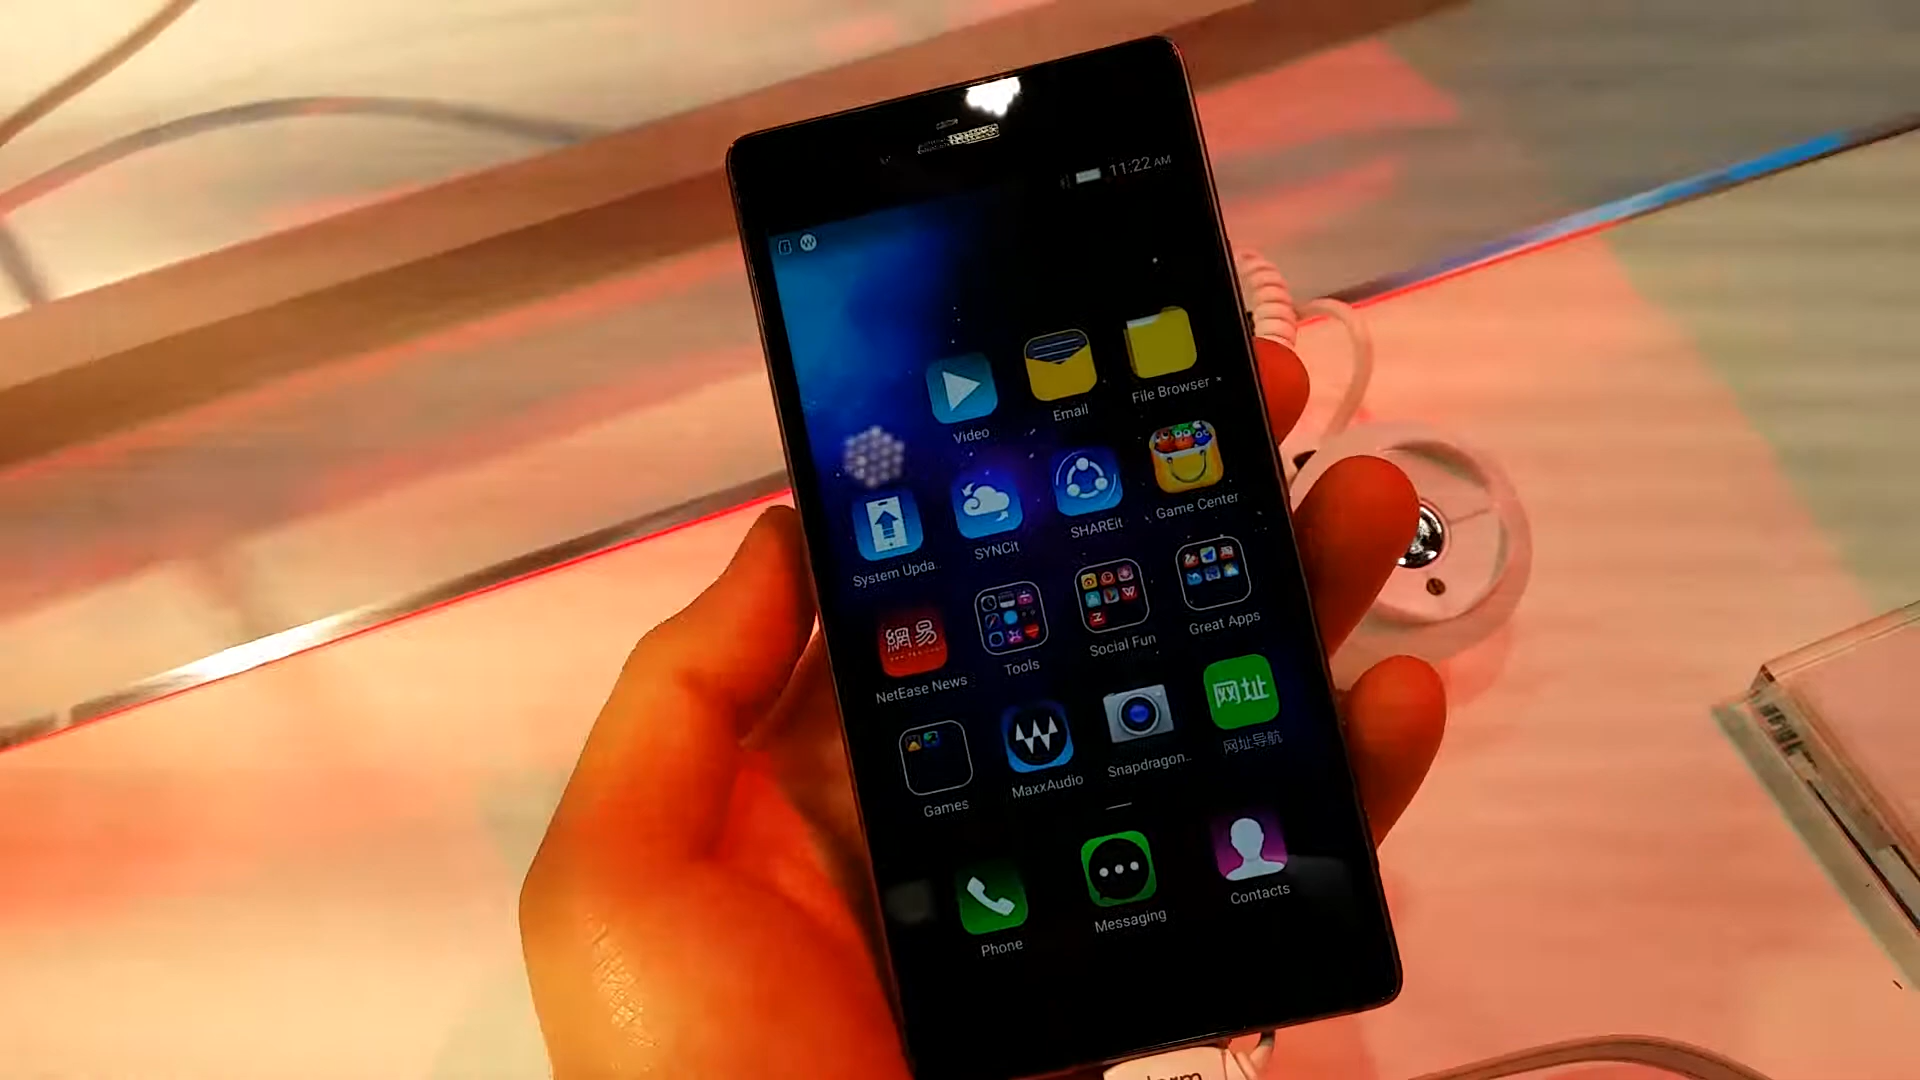 11:22 AM
Video
Email
File Browser
System Upda..
SYNCit
SHAREit
Game Center
網易
NetEase News
Tools
Social Fun
Great Apps
网址
Games
MaxxAudio
Snapdragon..
网址导航
Phone
Messaging
Contacts